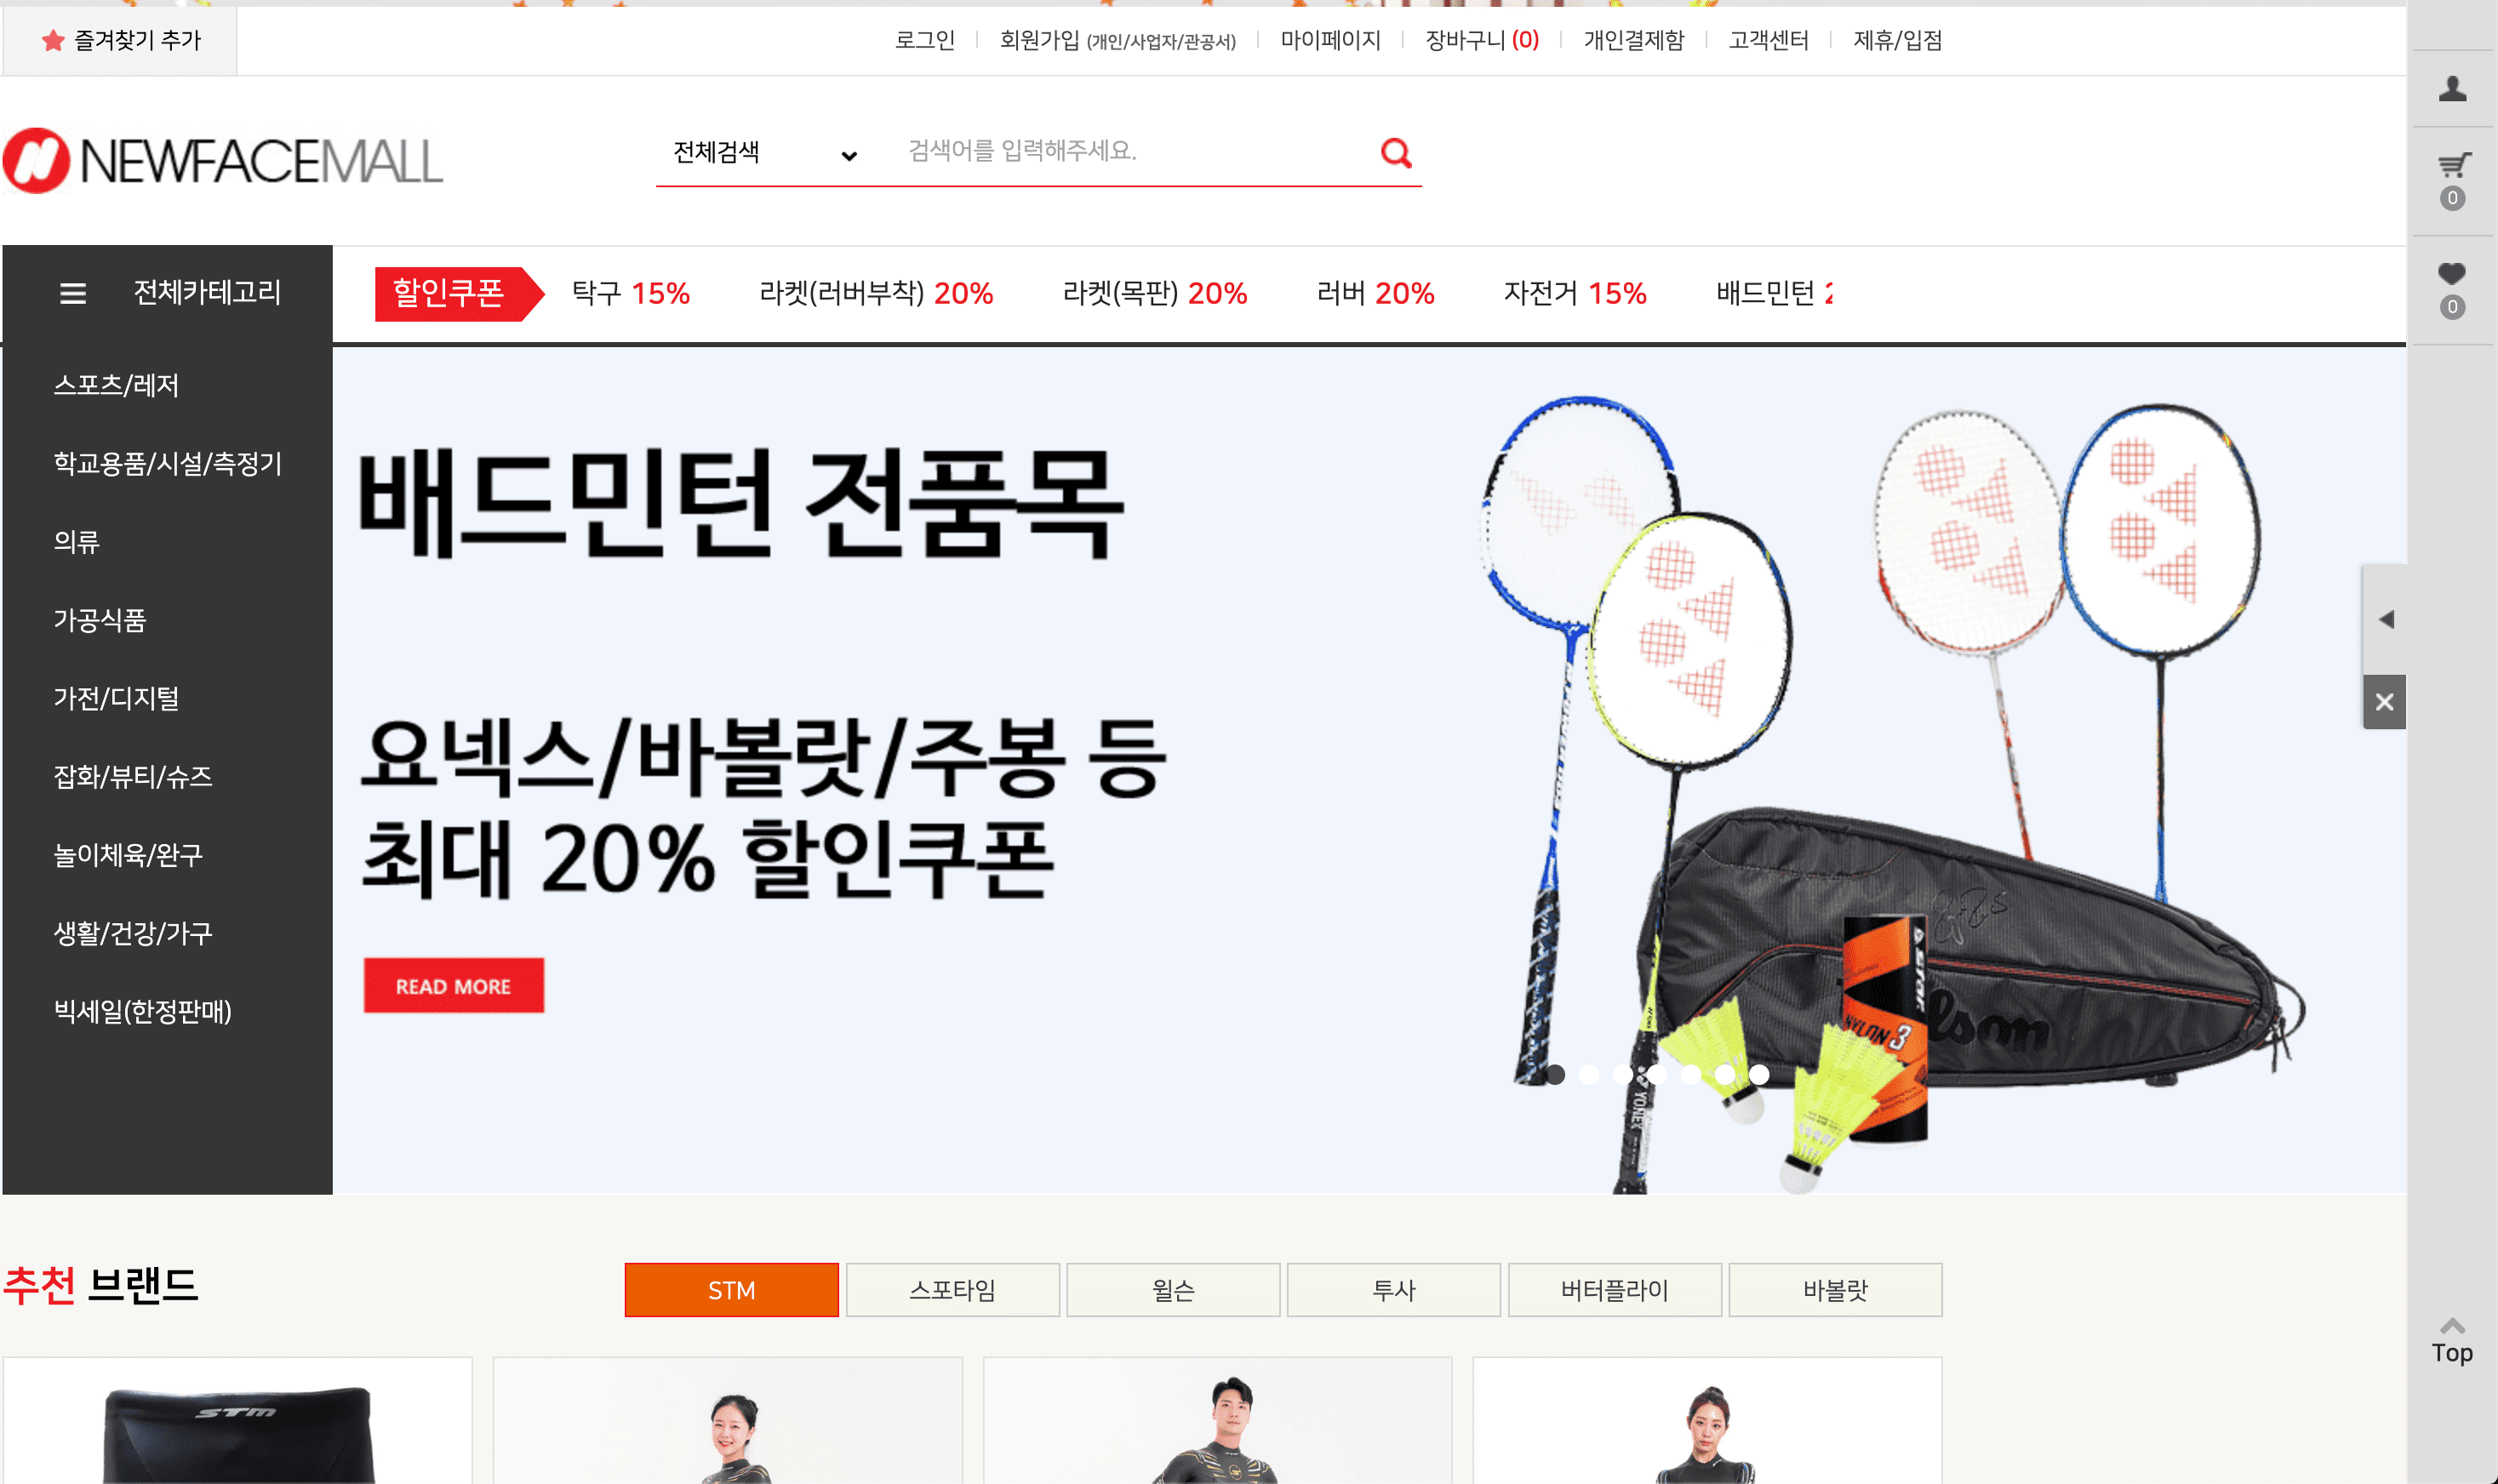 즐겨찾기 추가
로그인 회원가입 (개인/사업자/관공서) 마이페이지 장바구니 (0) 개인결제함 고객센터 제휴/입점
NEWFACEMALL
전체검색 검색어를 입력해주세요.
0
0
전체카테고리
할인쿠폰 탁구 15% 라켓(러버부착) 20% 라켓(목판) 20% 러버 20% 자전거 15% 배드민턴
스포츠/레저
학교용품/시설/측정기
의류
가공식품
가전/디지털
잡화/뷰티/슈즈
놀이체육/완구
생활/건강/가구
빅세일(한정판매)
배드민턴 전품목
요넥스/바볼랏/주봉 등
최대 20% 할인쿠폰
READ MORE
STAR
NYLON 3
lson
YONEX
추천 브랜드
STM 스포타임 윌슨 투사 버터플라이 바볼랏
Top
STM